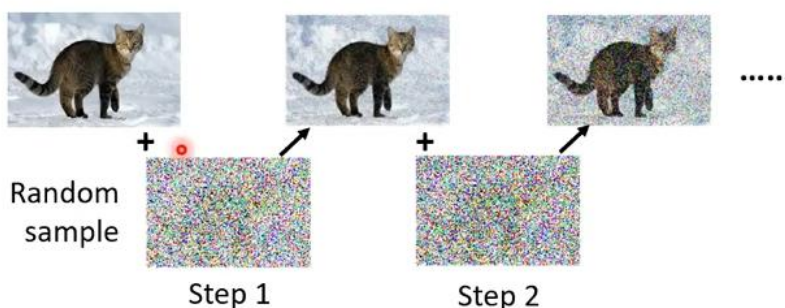 +
+
......
Random
sample
Step 1
Step 2